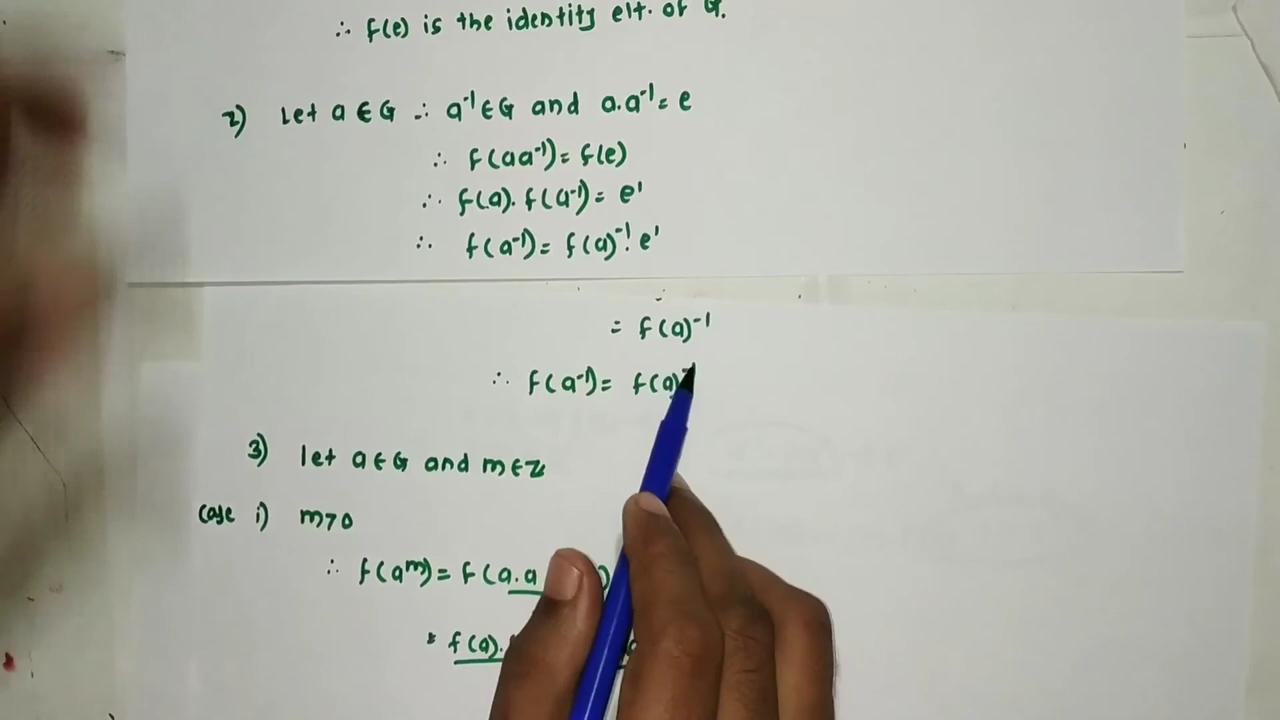 ∴ f(e) is the identity elt. of G.
2) Let a ∈ G ∴ a⁻¹ ∈ G and a.a⁻¹ = e
∴ f(aa⁻¹) = f(e)
∴ f(a). f(a⁻¹) = e'
∴ f(a⁻¹) = f(a)⁻¹. e'
= f(a)⁻¹
∴ f(a⁻¹) = f(a)
3) let a ∈ G and m ∈ Z
case i) m>0
∴ f(aᵐ) = f(a.a
f(a).